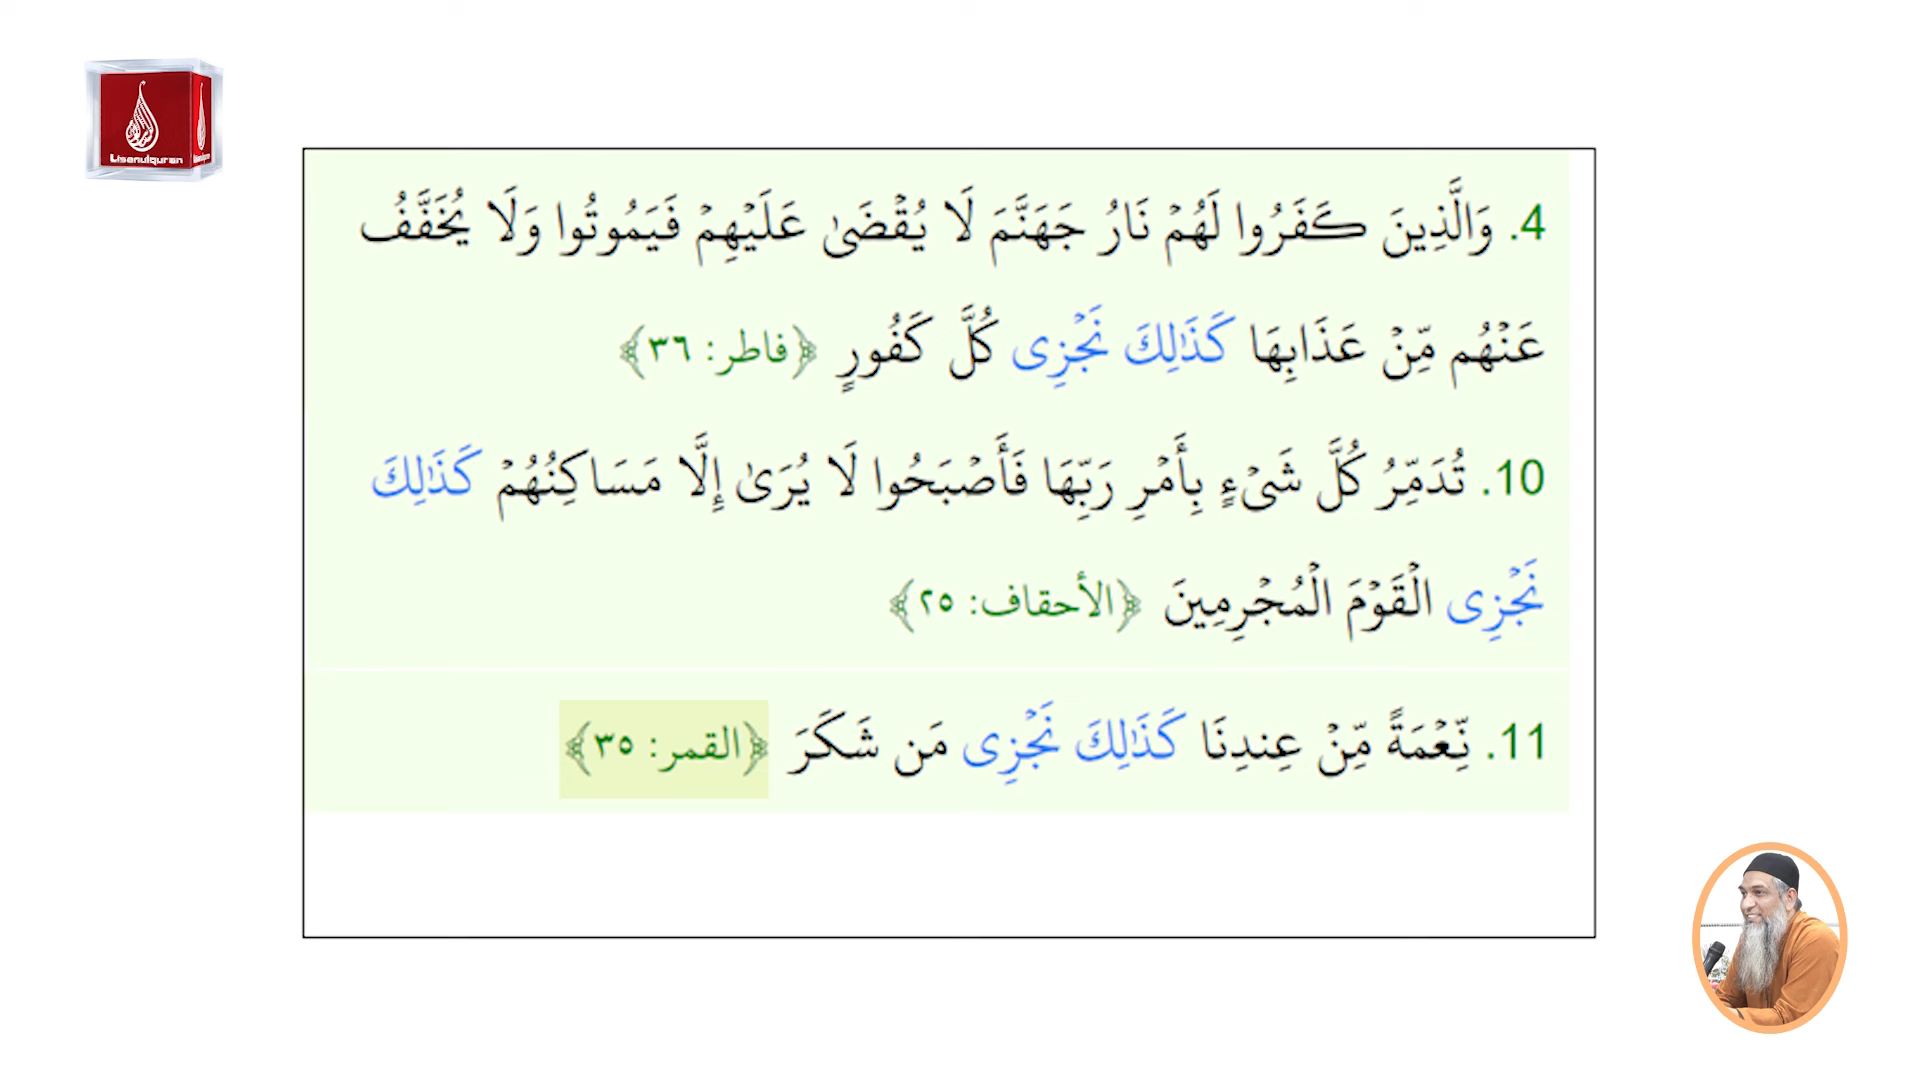 Lisanulquran
4. وَالَّذِينَ كَفَرُوا لَهُمْ نَارُ جَهَنَّمَ لَا يُقْضَىٰ عَلَيْهِمْ فَيَمُوتُوا وَلَا يُخَفَّفُ
عَنْهُم مِّنْ عَذَابِهَا كَذَٰلِكَ نَجْزِى كُلَّ كَفُورٍ ﴿فاطر: ٣٦﴾
10. تُدَمِّرُ كُلَّ شَىْءٍ بِأَمْرِ رَبِّهَا فَأَصْبَحُوا لَا يُرَىٰ إِلَّا مَسَاكِنُهُمْ كَذَٰلِكَ
نَجْزِى الْقَوْمَ الْمُجْرِمِينَ ﴿الأحقاف: ٢٥﴾
11. نِّعْمَةً مِّنْ عِندِنَا كَذَٰلِكَ نَجْزِى مَن شَكَرَ ﴿القمر: ٣٥﴾